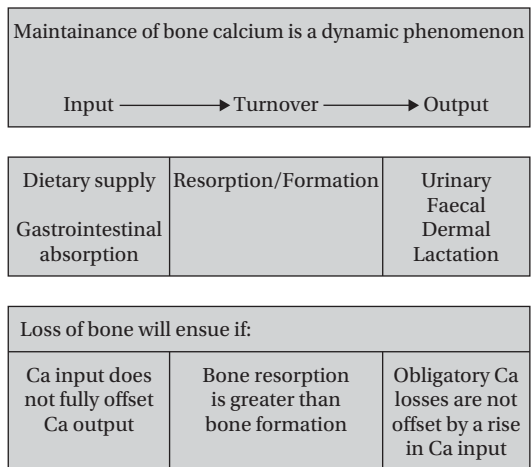 Maintainance of bone calcium is a dynamic phenomenon
Input Turnover Output
Dietary supply
Gastrointestinal
absorption
Resorption/Formation
Urinary
Faecal
Dermal
Lactation
Loss of bone will ensue if:
Ca input does
not fully offset
Ca output
Bone resorption
is greater than
bone formation
Obligatory Ca
losses are not
offset by a rise
in Ca input